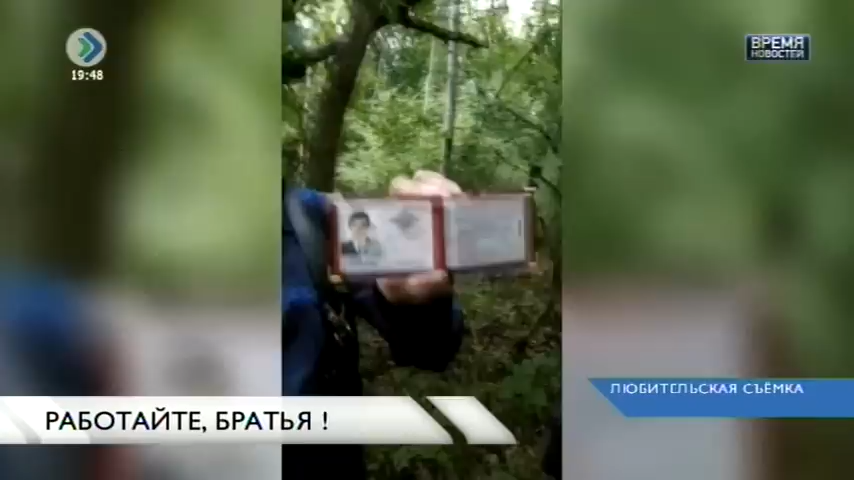 19:48
ВРЕМЯ
НОВОСТЕЙ
ЛЮБИТЕЛЬСКАЯ СЪЁМКА
РАБОТАЙТЕ, БРАТЬЯ !